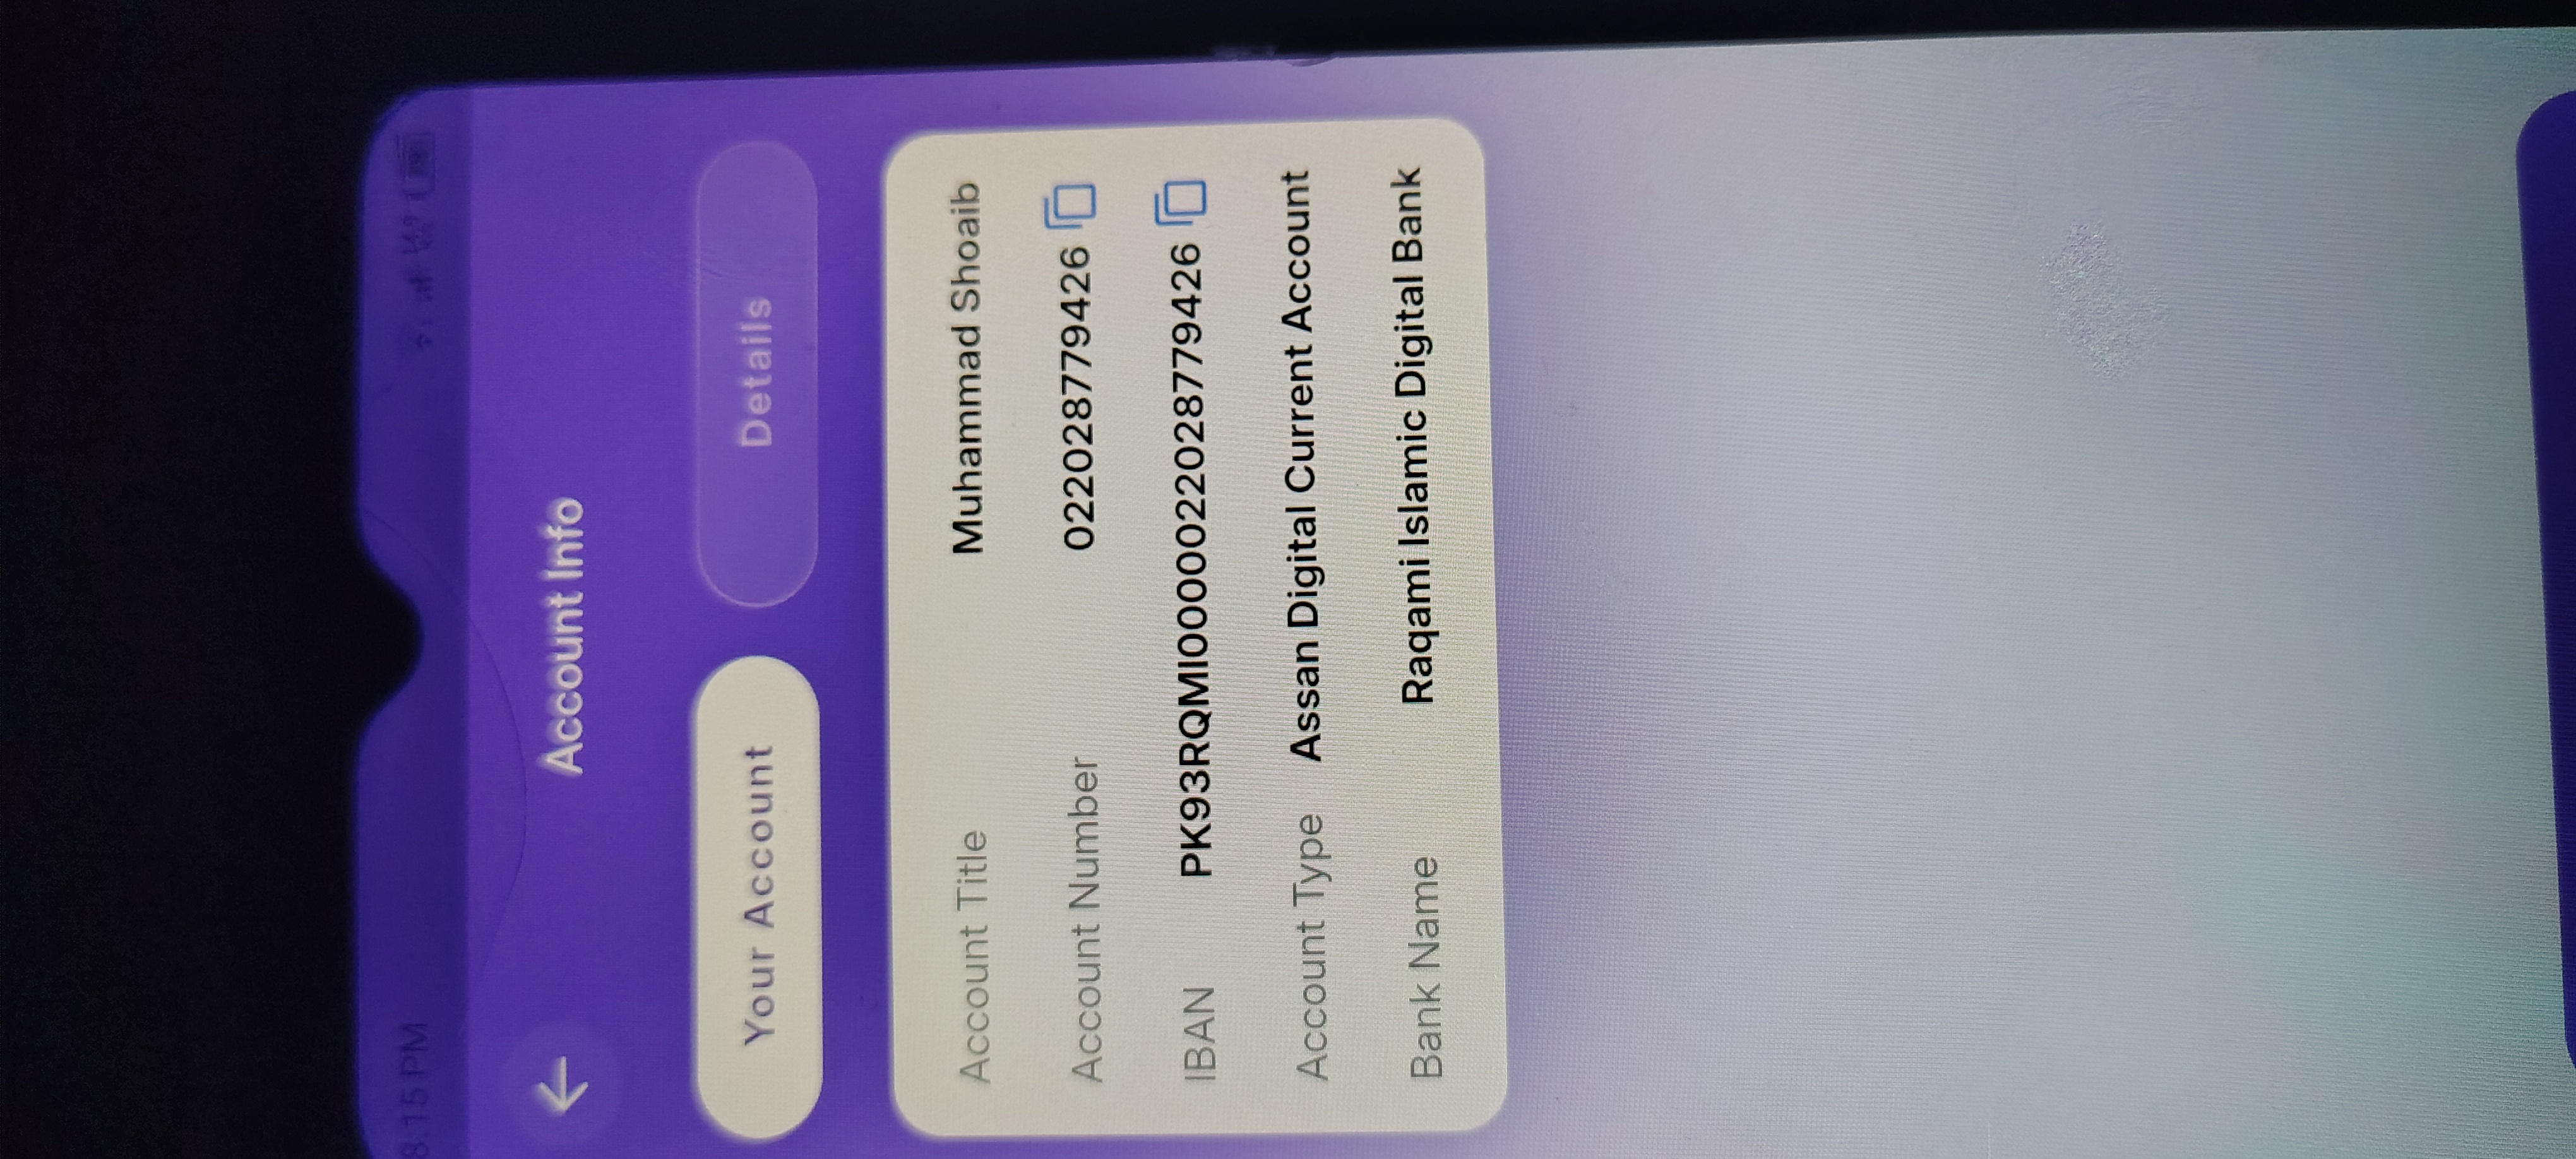 8:15 PM
Account Info
Your Account
Details
Account Title Muhammad Shoaib
Account Number 022028779426
IBAN PK93RQMI0000022028779426
Account Type Assan Digital Current Account
Bank Name Raqami Islamic Digital Bank